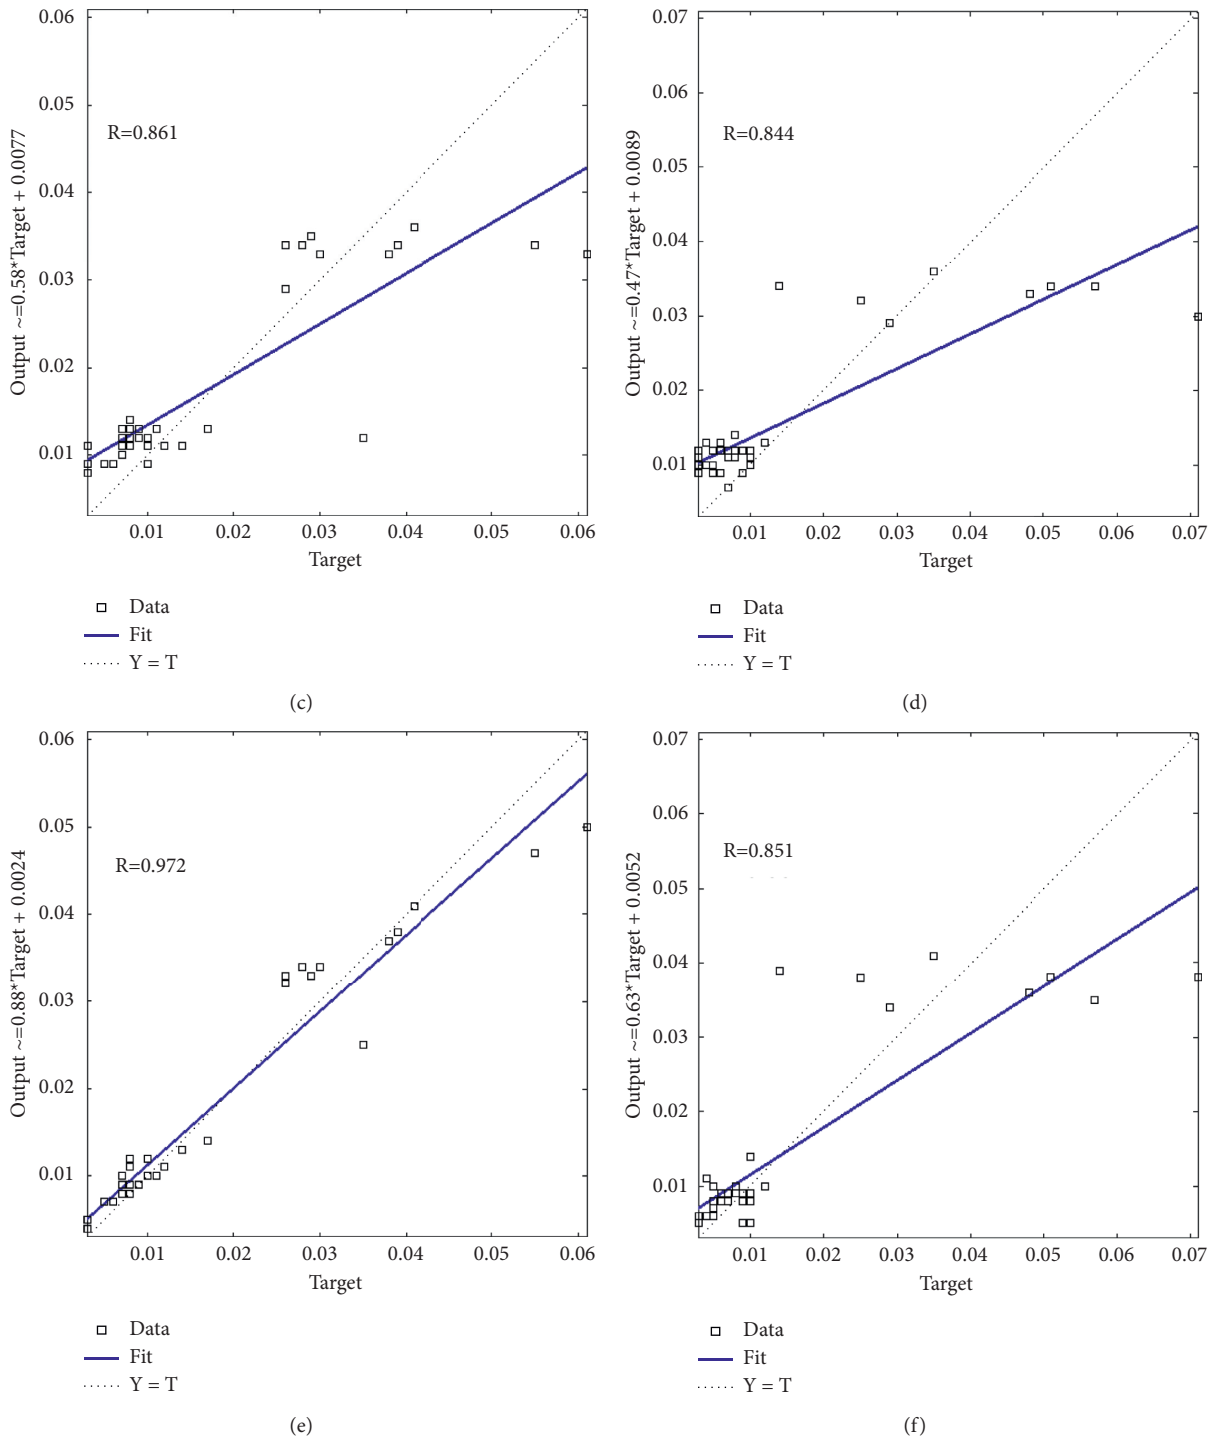 0.06
0.05
0.04
0.03
0.02
0.01
Output ~=0.58*Target + 0.0077
R=0.861
0.01 0.02 0.03 0.04 0.05 0.06
Target
Data
Fit
Y = T
(c)
0.07
0.06
0.05
0.04
0.03
0.02
0.01
Output ~=0.47*Target + 0.0089
R=0.844
0.01 0.02 0.03 0.04 0.05 0.06 0.07
Target
Data
Fit
Y = T
(d)
0.06
0.05
0.04
0.03
0.02
0.01
Output ~=0.88*Target + 0.0024
R=0.972
0.01 0.02 0.03 0.04 0.05 0.06
Target
Data
Fit
Y = T
(e)
0.07
0.06
0.05
0.04
0.03
0.02
0.01
Output ~=0.63*Target + 0.0052
R=0.851
0.01 0.02 0.03 0.04 0.05 0.06 0.07
Target
Data
Fit
Y = T
(f)